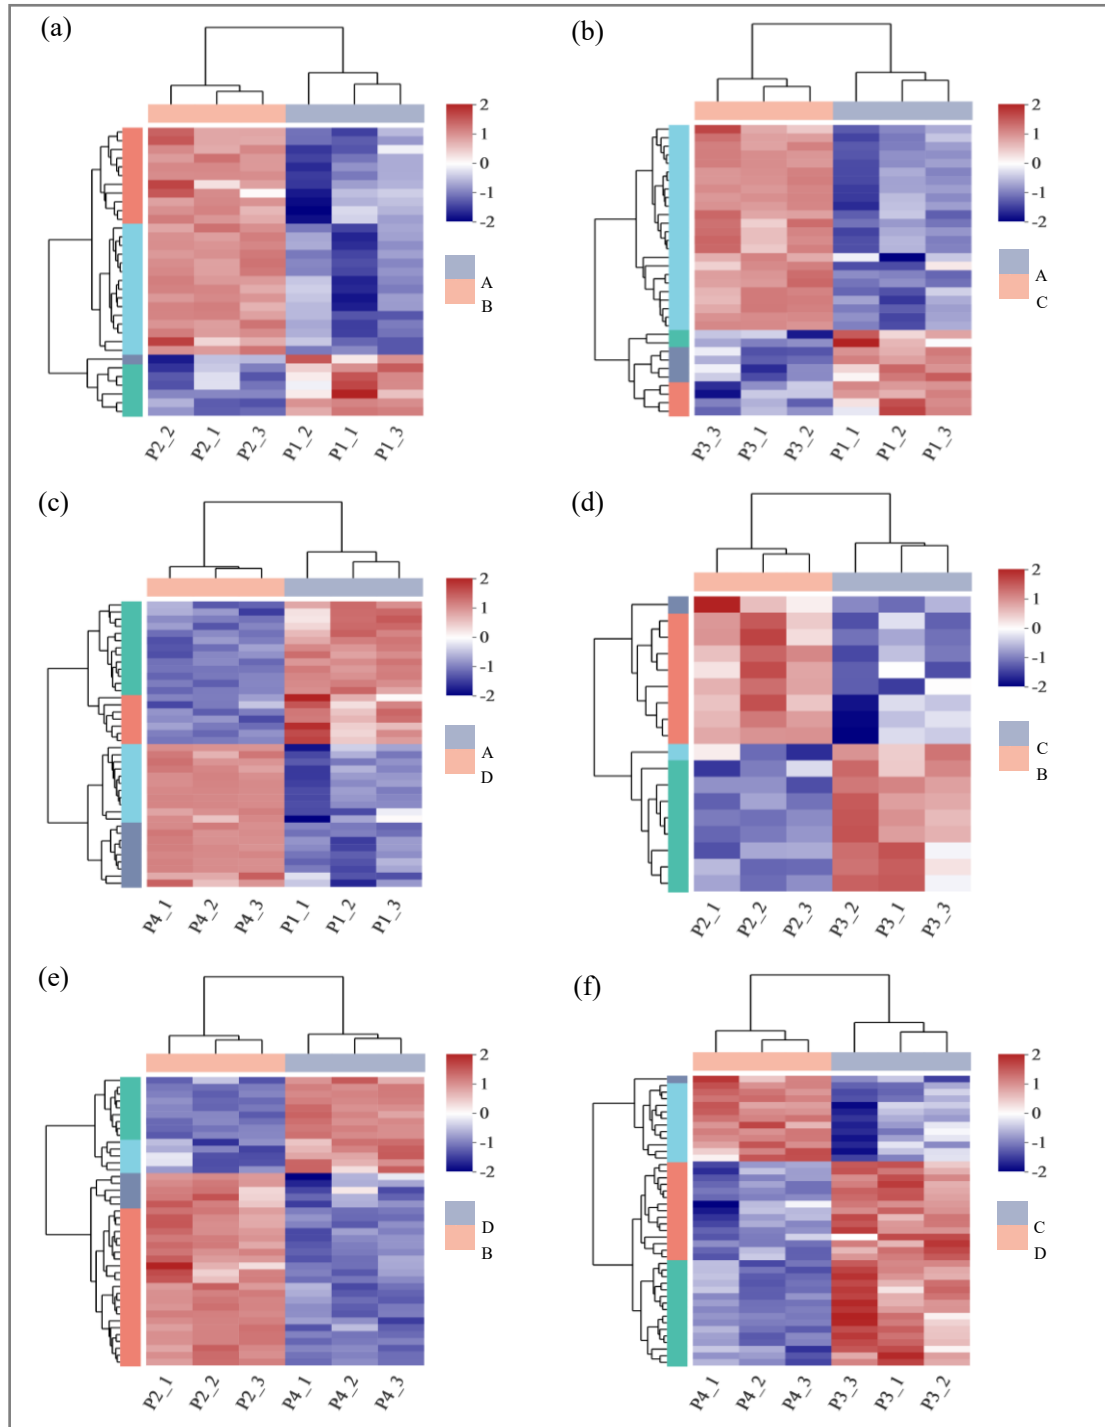 (a)
2
1
0
-1
-2
A
B
P2_2 P2_1 P2_3 P1_2 P1_1 P1_3
(b)
2
1
0
-1
-2
A
C
P3_3 P3_1 P3_2 P1_1 P1_2 P1_3
(c)
2
1
0
-1
-2
A
D
P4_1 P4_2 P4_3 P1_1 P1_2 P1_3
(d)
2
1
0
-1
-2
C
B
P2_1 P2_2 P2_3 P3_2 P3_1 P3_3
(e)
2
1
0
-1
-2
D
B
P2_1 P2_2 P2_3 P4_1 P4_2 P4_3
(f)
2
1
0
-1
-2
C
D
P4_1 P4_2 P4_3 P3_3 P3_1 P3_2